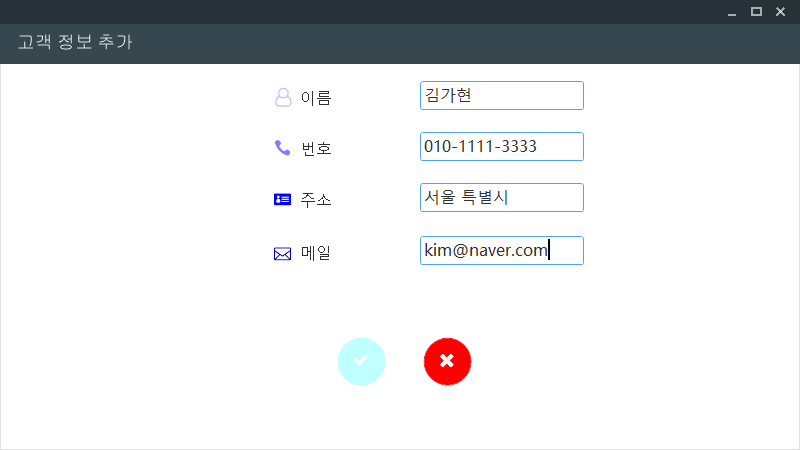 고객 정보 추가
이름 김가현
번호 010-1111-3333
주소 서울 특별시
메일 kim@naver.com